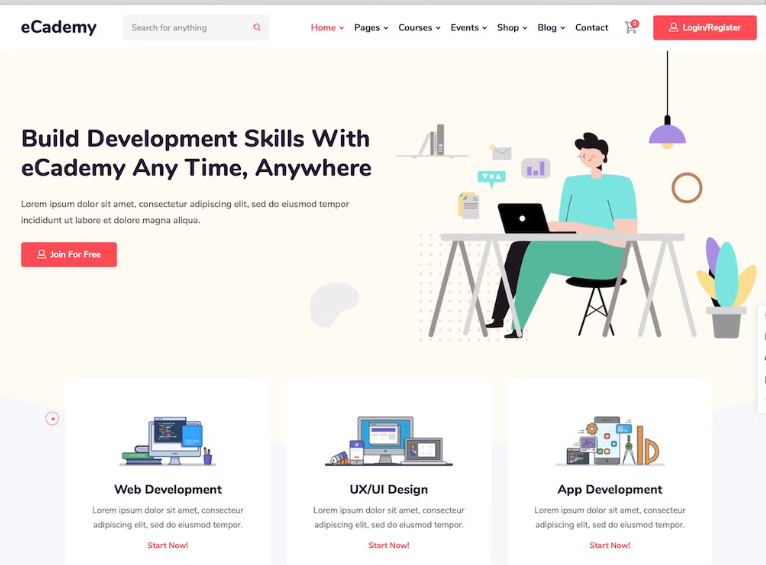 eCademy
Search for anything
Home
Pages
Courses
Events
Shop
Blog
Contact
0
Login/Register
Build Development Skills With
eCademy Any Time, Anywhere
Lorem ipsum dolor sit amet, consectetur adipiscing elit, sed do eiusmod tempor
incididunt ut labore et dolore magna aliqua.
Join For Free
Web Development
Lorem ipsum dolor sit amet, consectetur
adipiscing elit, sed do eiusmod tempor.
Start Now!
UX/UI Design
Lorem ipsum dolor sit amet, consectetur
adipiscing elit, sed do eiusmod tempor.
Start Now!
App Development
Lorem ipsum dolor sit amet, consectetur
adipiscing elit, sed do eiusmod tempor.
Start Now!